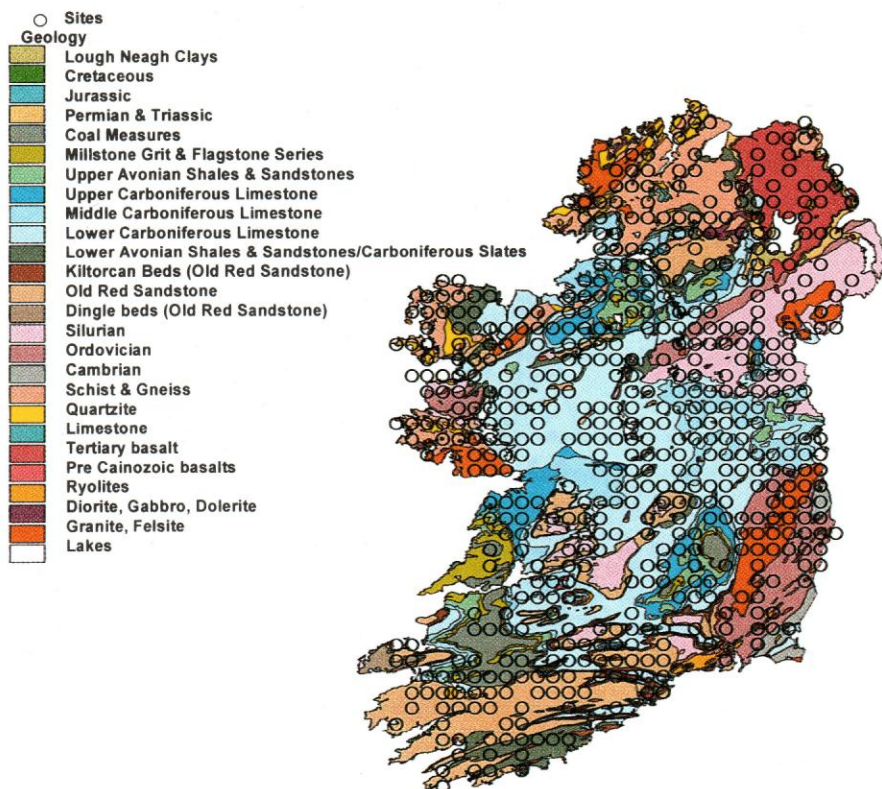 Sites
Geology
Lough Neagh Clays
Cretaceous
Jurassic
Permian & Triassic
Coal Measures
Millstone Grit & Flagstone Series
Upper Avonian Shales & Sandstones
Upper Carboniferous Limestone
Middle Carboniferous Limestone
Lower Carboniferous Limestone
Lower Avonian Shales & Sandstones/Carboniferous Slates
Kiltorcan Beds (Old Red Sandstone)
Old Red Sandstone
Dingle beds (Old Red Sandstone)
Silurian
Ordovician
Cambrian
Schist & Gneiss
Quartzite
Limestone
Tertiary basalt
Pre Cainozoic basalts
Ryolites
Diorite, Gabbro, Dolerite
Granite, Felsite
Lakes